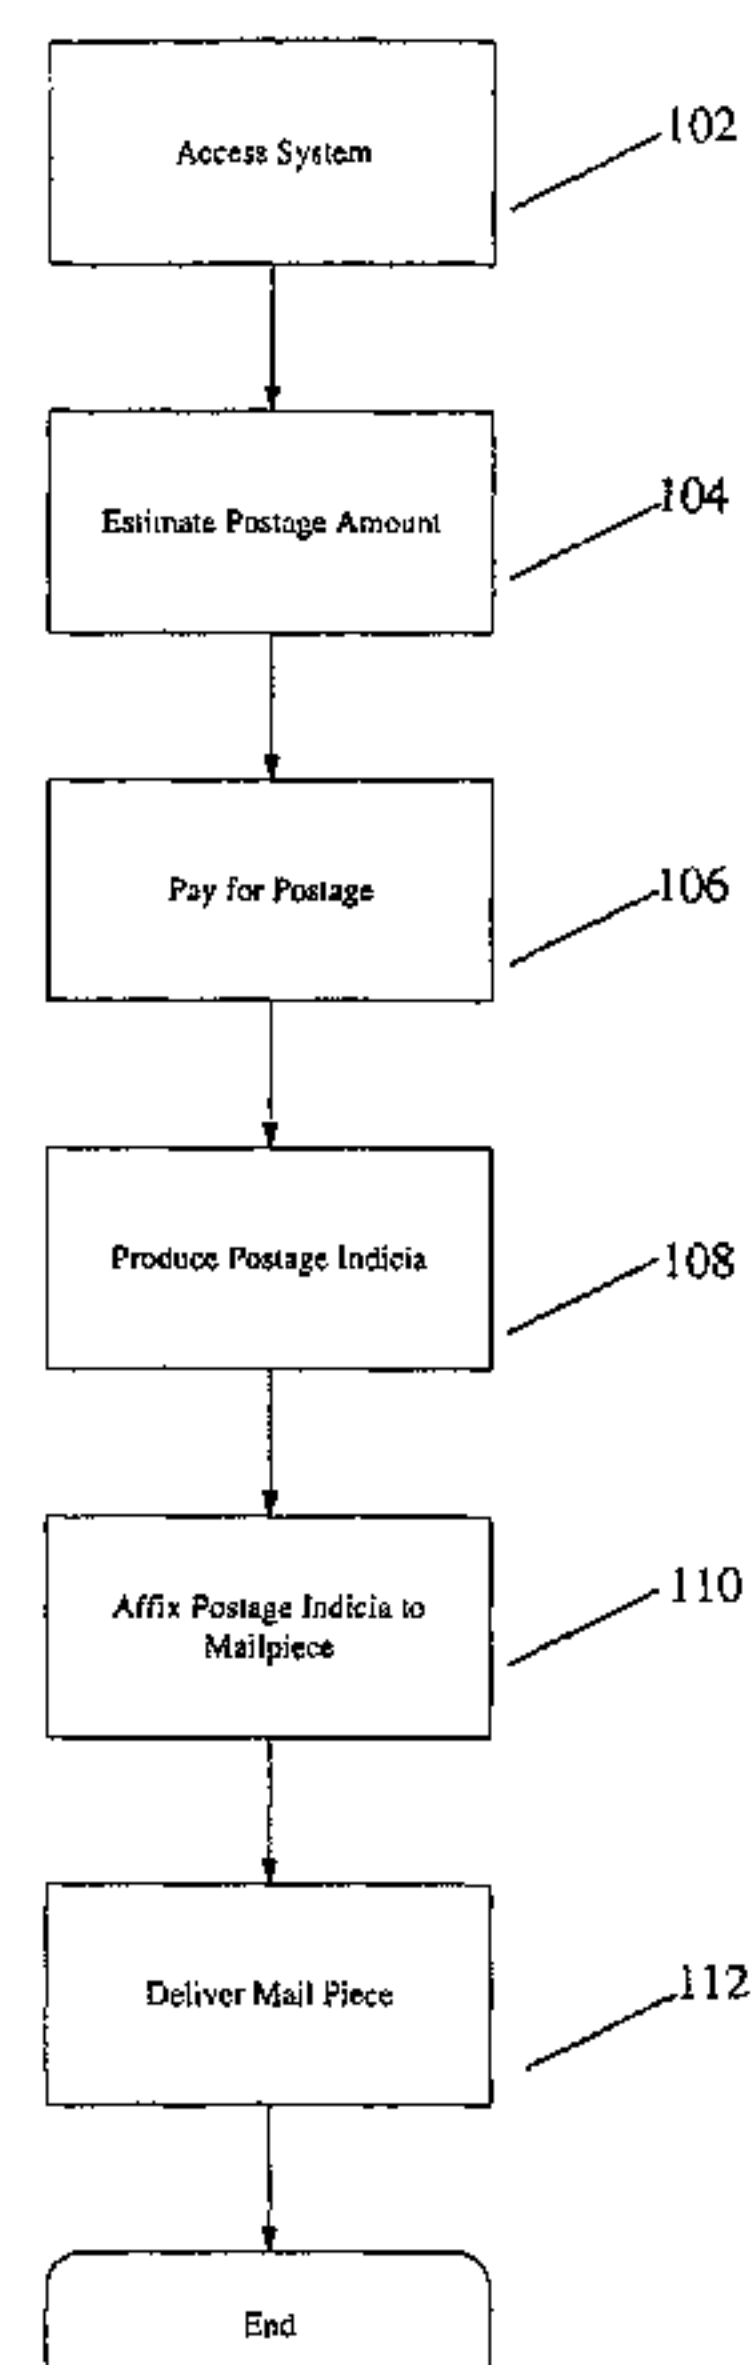 Access System
102
Estimate Postage Amount
104
Pay for Postage
106
Produce Postage Indicia
108
Affix Postage Indicia to
Mailpiece
110
Deliver Mail Piece
112
End